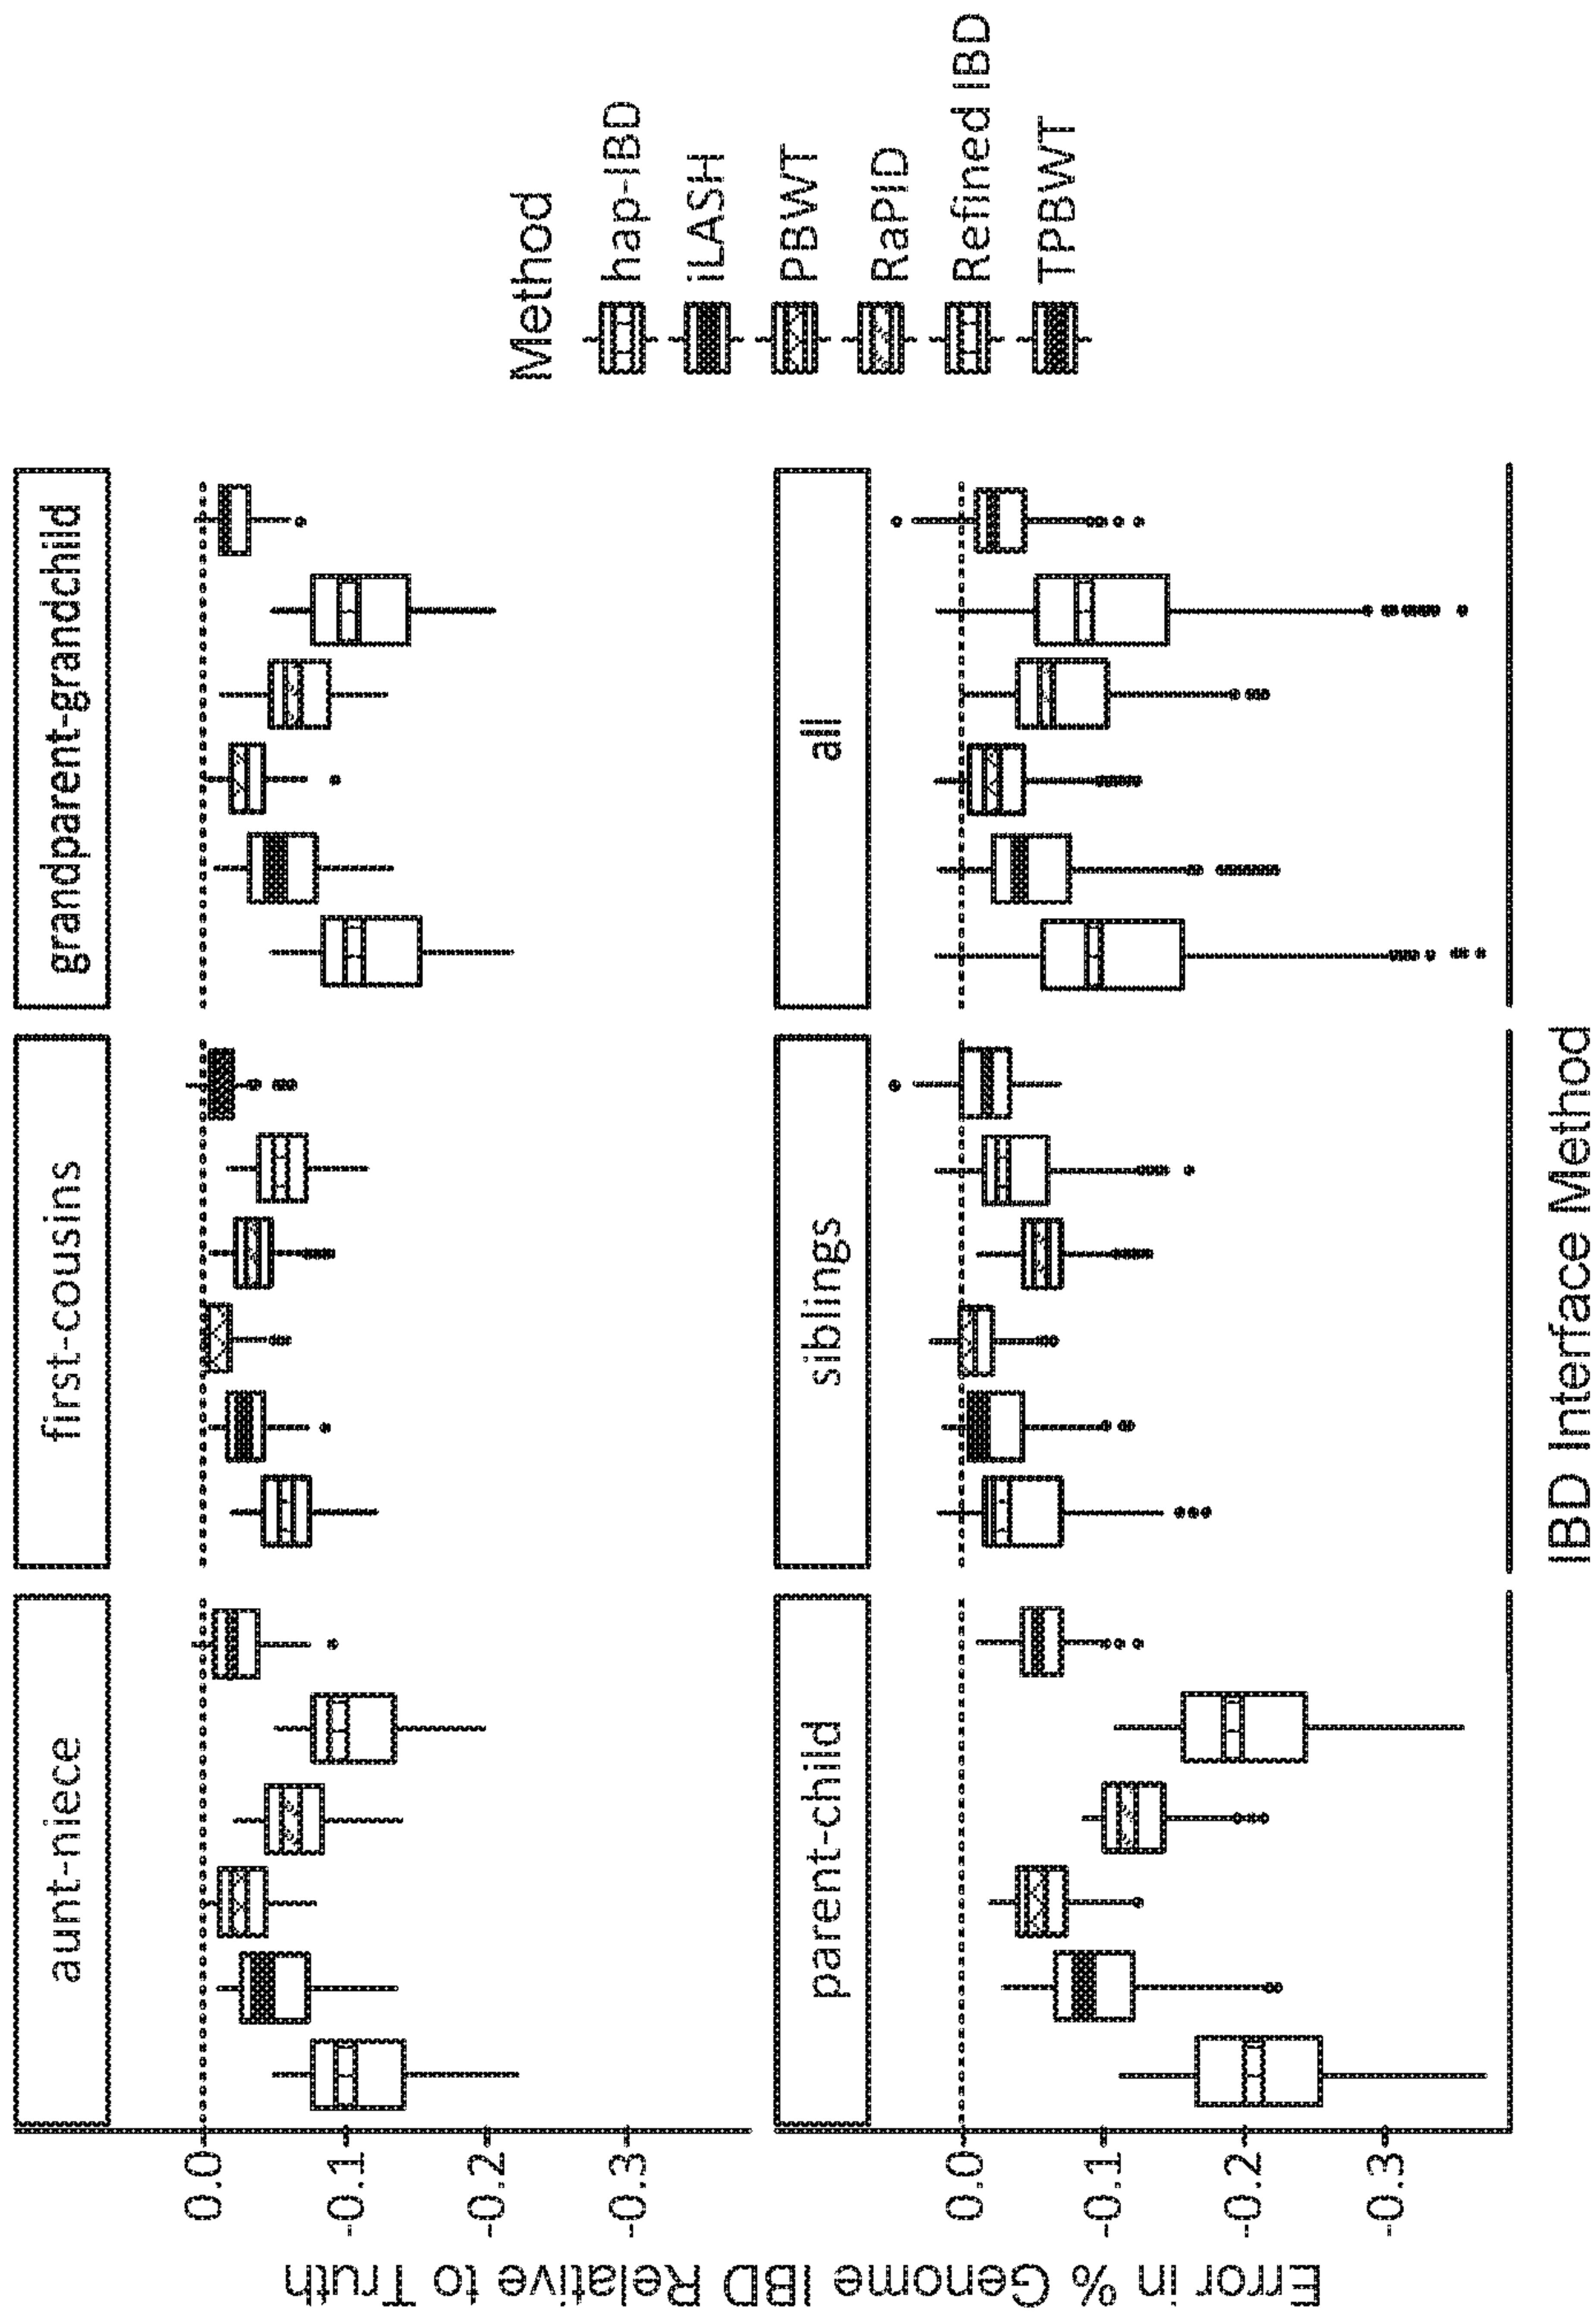 aunt-niece
first-cousins
grandparent-grandchild
0.0
-0.1
-0.2
-0.3
parent-child
siblings
all
0.0
-0.1
-0.2
-0.3
Error in % Genome IBD Relative to Truth
IBD Interface Method
Method
hap-IBD
iLASH
PBWT
RaPID
Refined IBD
TPBWT